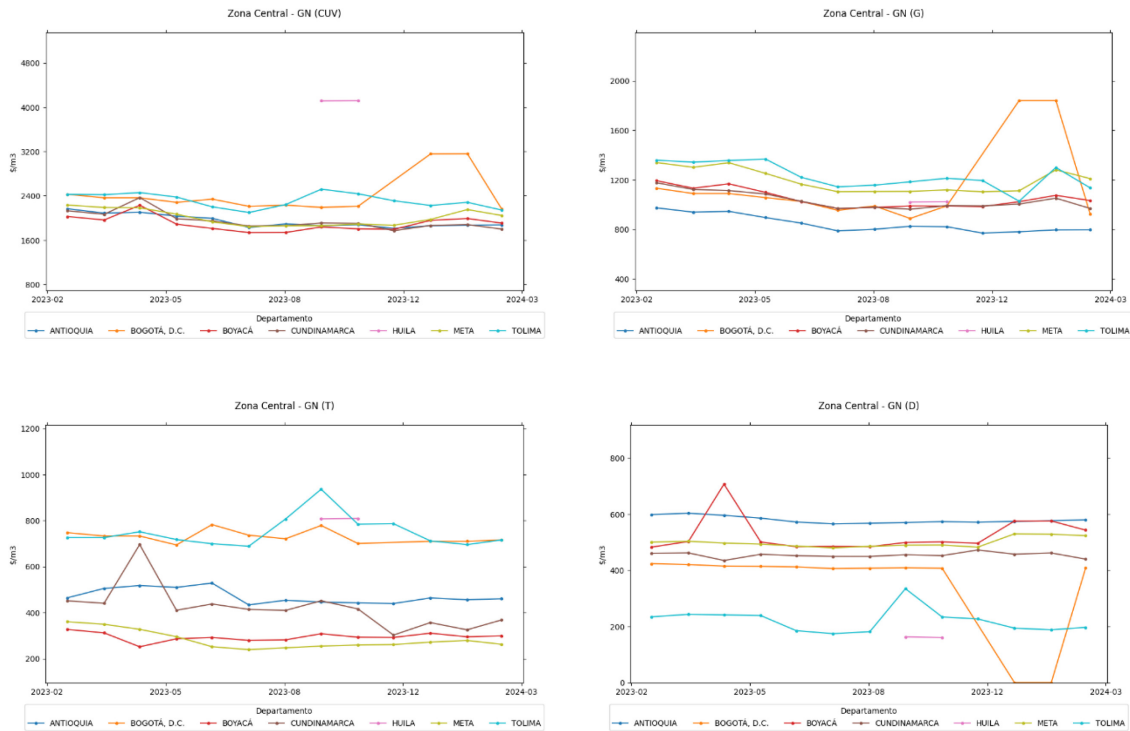 Zona Central - GN (CUV)
4800
4000
3200
2400
1600
800
$/m3
2023-02 2023-05 2023-08 2023-12 2024-03
Departamento
ANTIOQUIA BOGOTÁ, D.C. BOYACÁ CUNDINAMARCA HUILA META TOLIMA
Zona Central - GN (G)
2000
1600
1200
800
400
$/m3
2023-02 2023-05 2023-08 2023-12 2024-03
Departamento
ANTIOQUIA BOGOTÁ, D.C. BOYACÁ CUNDINAMARCA HUILA META TOLIMA
Zona Central - GN (T)
1200
1000
800
600
400
200
$/m3
2023-02 2023-05 2023-08 2023-12 2024-03
Departamento
ANTIOQUIA BOGOTÁ, D.C. BOYACÁ CUNDINAMARCA HUILA META TOLIMA
Zona Central - GN (D)
800
600
400
200
0
$/m3
2023-02 2023-05 2023-08 2023-12 2024-03
Departamento
ANTIOQUIA BOGOTÁ, D.C. BOYACÁ CUNDINAMARCA HUILA META TOLIMA